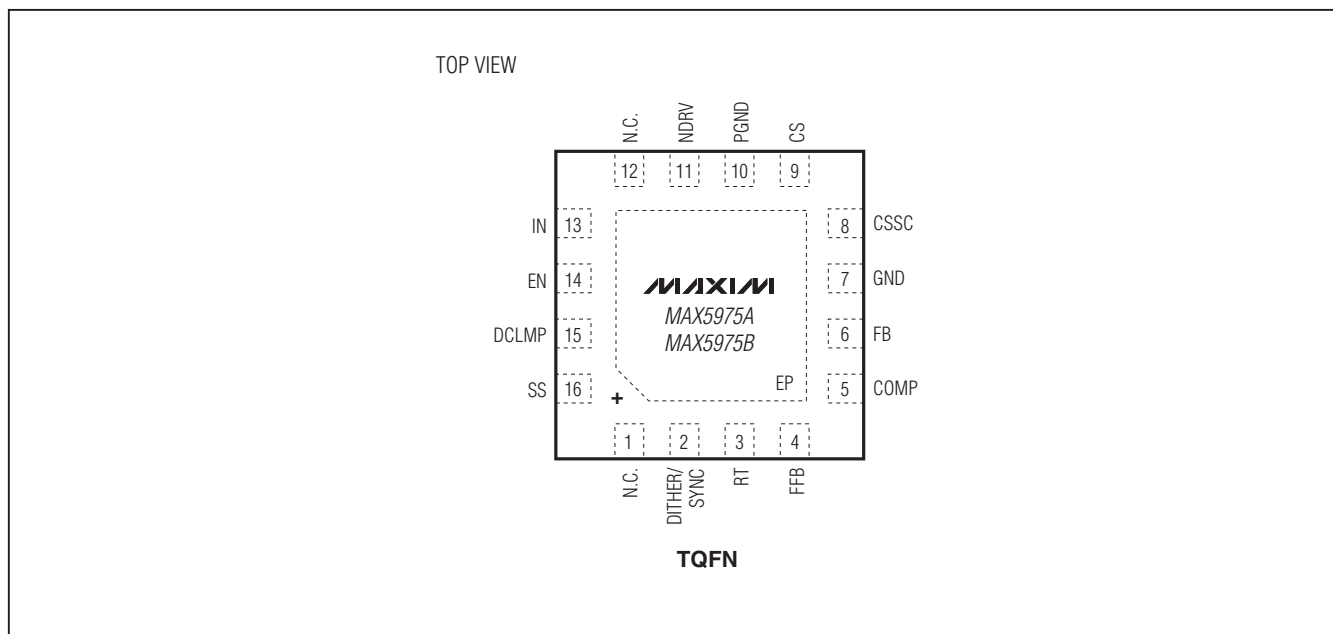 TOP VIEW
N.C.
NDRV
PGND
CS
12
11
10
9
IN
13
8
CSSC
EN
14
MAXIM
7
GND
MAX5975A
DCLMP
15
MAX5975B
6
FB
EP
SS
16
5
COMP
+
1
2
3
4
N.C.
DITHER/
SYNC
RT
FFB
TQFN